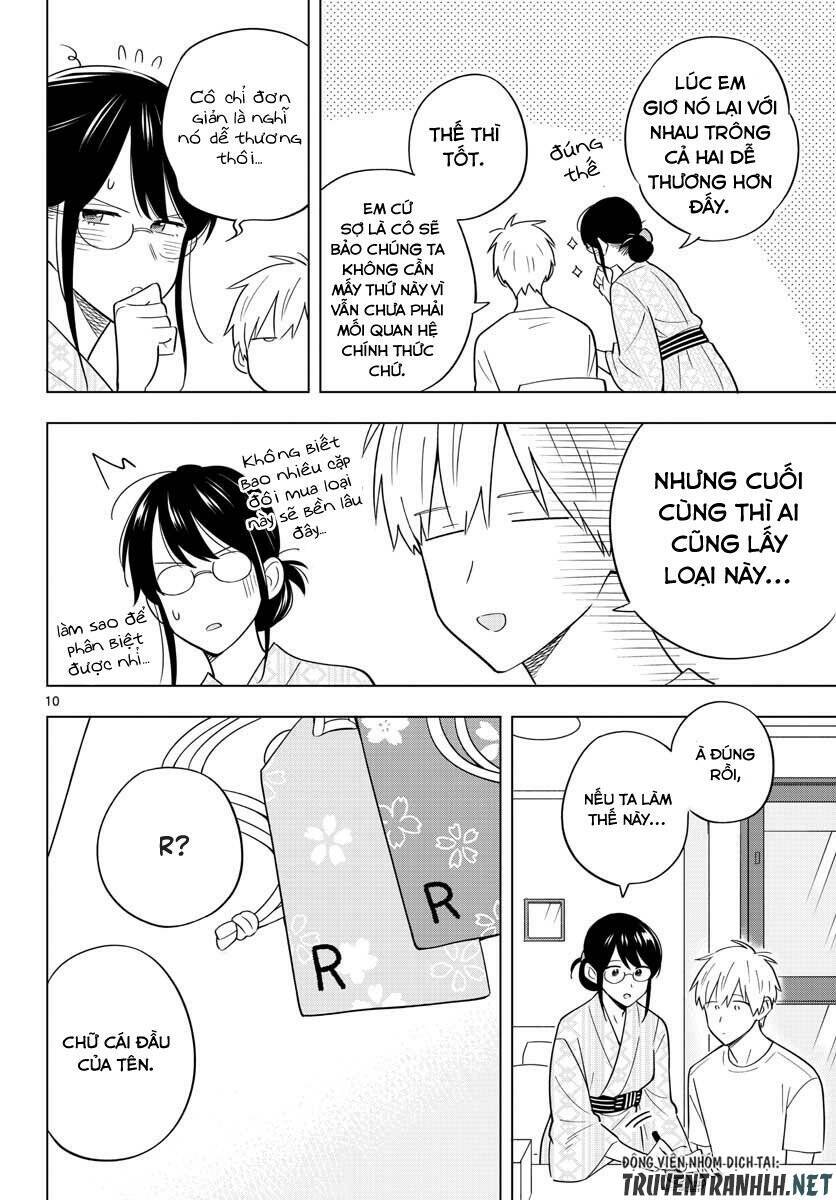 LÚC EM
GIƠ NÓ LẠI VỚI
NHAU TRÔNG
CẢ HAI DỄ
THƯƠNG HƠN
ĐẤY.
đúng
thế
THẾ THÌ
TỐT.
EM CỨ
SỢ LÀ CÔ SẼ
BẢO CHÚNG TA
KHÔNG CẦN
MẤY THỨ NÀY VÌ
VẪN CHƯA PHẢI
MỐI QUAN HỆ
CHÍNH THỨC
CHỨ.
Cô chỉ đơn
giản là nghĩ
nó dễ thương
thôi...
NHƯNG CUỐI
CÙNG THÌ AI
CŨNG LẤY
LOẠI NÀY...
Không biết
bao nhiêu cặp
đôi mua loại
này sẽ bền lâu
đây...
làm sao để
phân biệt
được nhỉ...
10
À ĐÚNG
RỒI,
NẾU TA LÀM
THẾ NÀY...
R?
R
R
CHỮ CÁI ĐẦU
CỦA TÊN.
ĐỘNG VIÊN NHÓM DỊCH TẠI:
TRUYENTRANHLH.NET